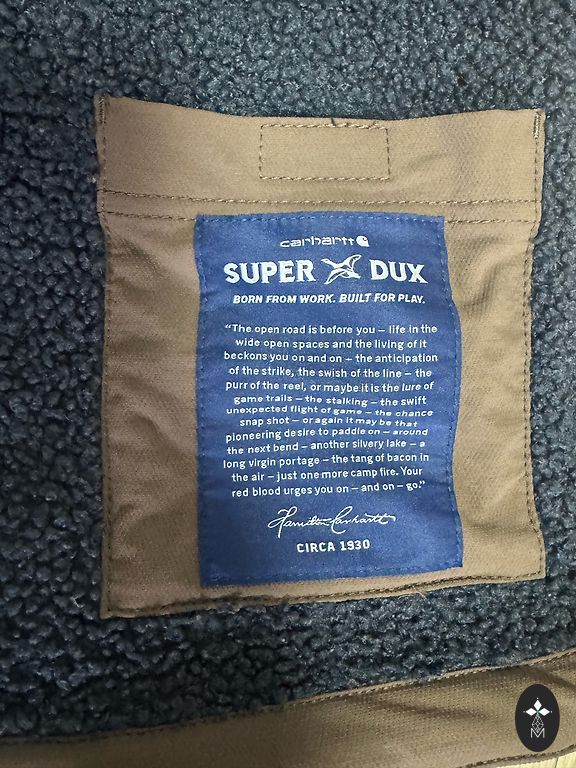 carhartt
SUPER DUX
BORN FROM WORK. BUILT FOR PLAY.
"The open road is before you – life in the
wide open spaces and the living of it
beckons you on and on – the anticipation
of the strike, the swish of the line – the
purr of the reel, or maybe it is the lure of
game trails – the stalking – the swift
unexpected flight of game – the chance
snap shot – or again it may be that
pioneering desire to paddle on – around
the next bend – another silvery lake – a
long virgin portage – the tang of bacon in
the air – just one more camp fire. Your
red blood urges you on – and on – go."
Hamilton Carhartt
CIRCA 1930
M